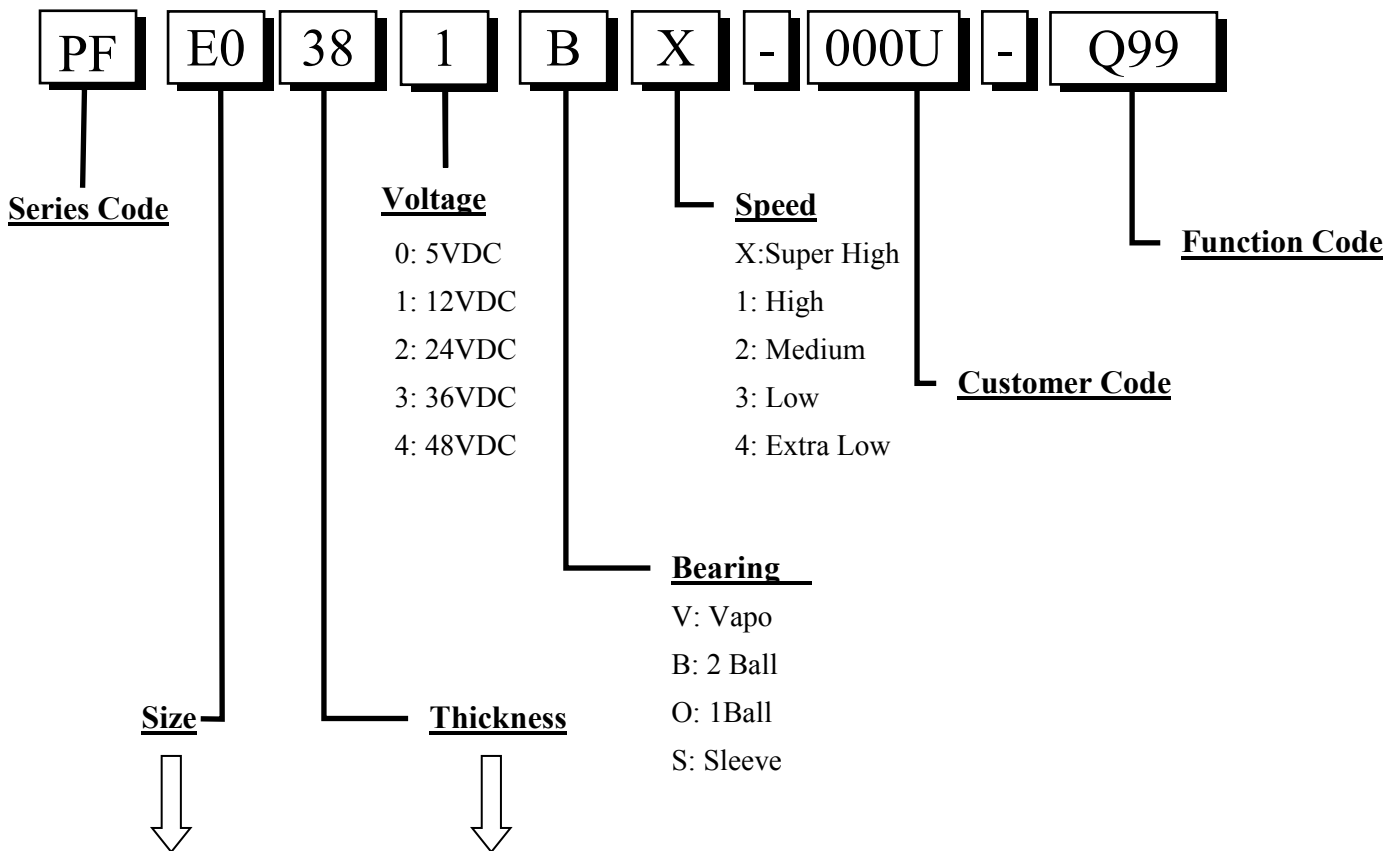 PF E0 38 1 B X - 000U - Q99
Series Code
Voltage
0: 5VDC
1: 12VDC
2: 24VDC
3: 36VDC
4: 48VDC
Speed
X:Super High
1: High
2: Medium
3: Low
4: Extra Low
Function Code
Customer Code
Bearing
V: Vapo
B: 2 Ball
O: 1Ball
S: Sleeve
Size
Thickness